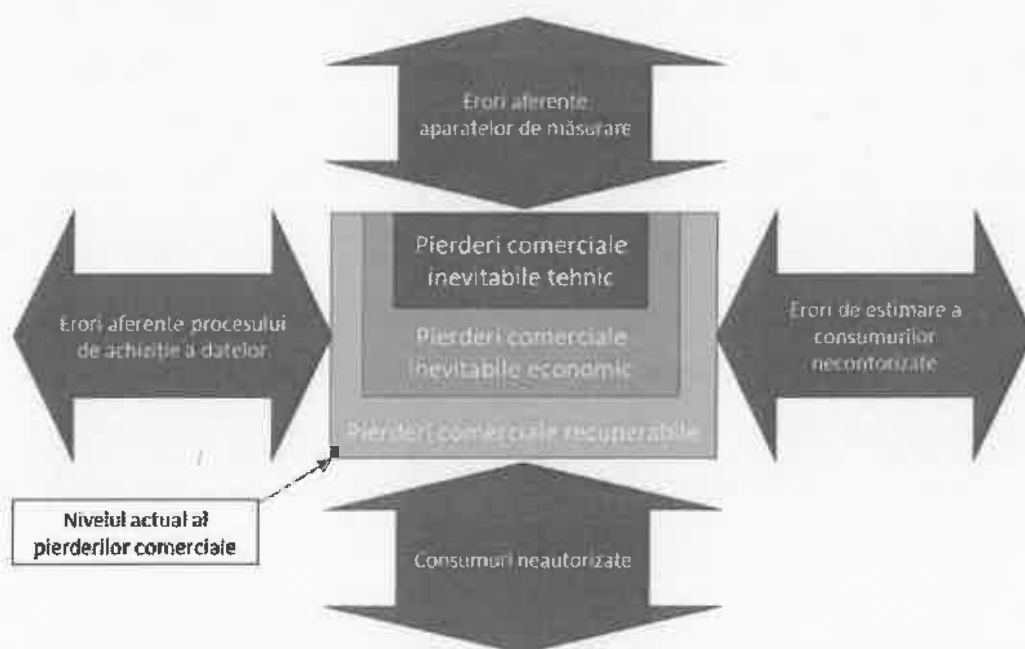 Erori aferente
aparatelor de măsurare
Pierderi comerciale
inevitabile tehnic
Erori aferente procesului
de achiziție a datelor
Pierderi comerciale
inevitabile economic
Erori de estimare a
consumurilor
necontorizate
Pierderi comerciale recuperabile
Nivelul actual al
pierderilor comerciale
Consumuri neautorizate